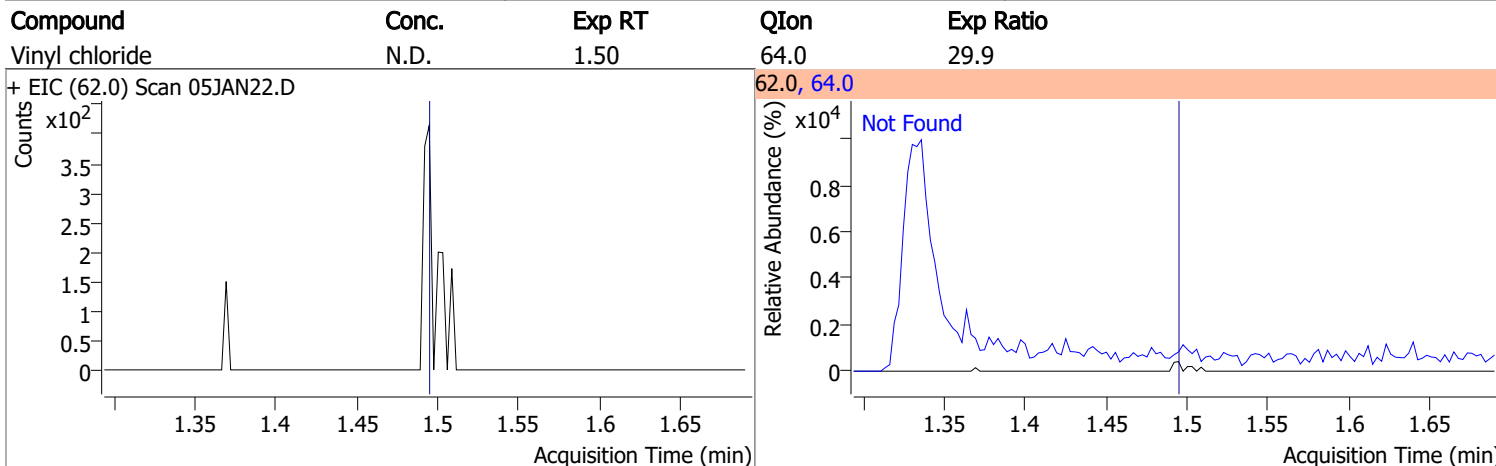 Compound Conc. Exp RT QIon Exp Ratio
Vinyl chloride N.D. 1.50 64.0 29.9
+ EIC (62.0) Scan 05JAN22.D
Counts
x10²
3.5
3
2.5
2
1.5
1
0.5
0
1.35 1.4 1.45 1.5 1.55 1.6 1.65
Acquisition Time (min)
62.0, 64.0
Relative Abundance (%)
x10⁴
Not Found
0.8
0.6
0.4
0.2
0
1.35 1.4 1.45 1.5 1.55 1.6 1.65
Acquisition Time (min)